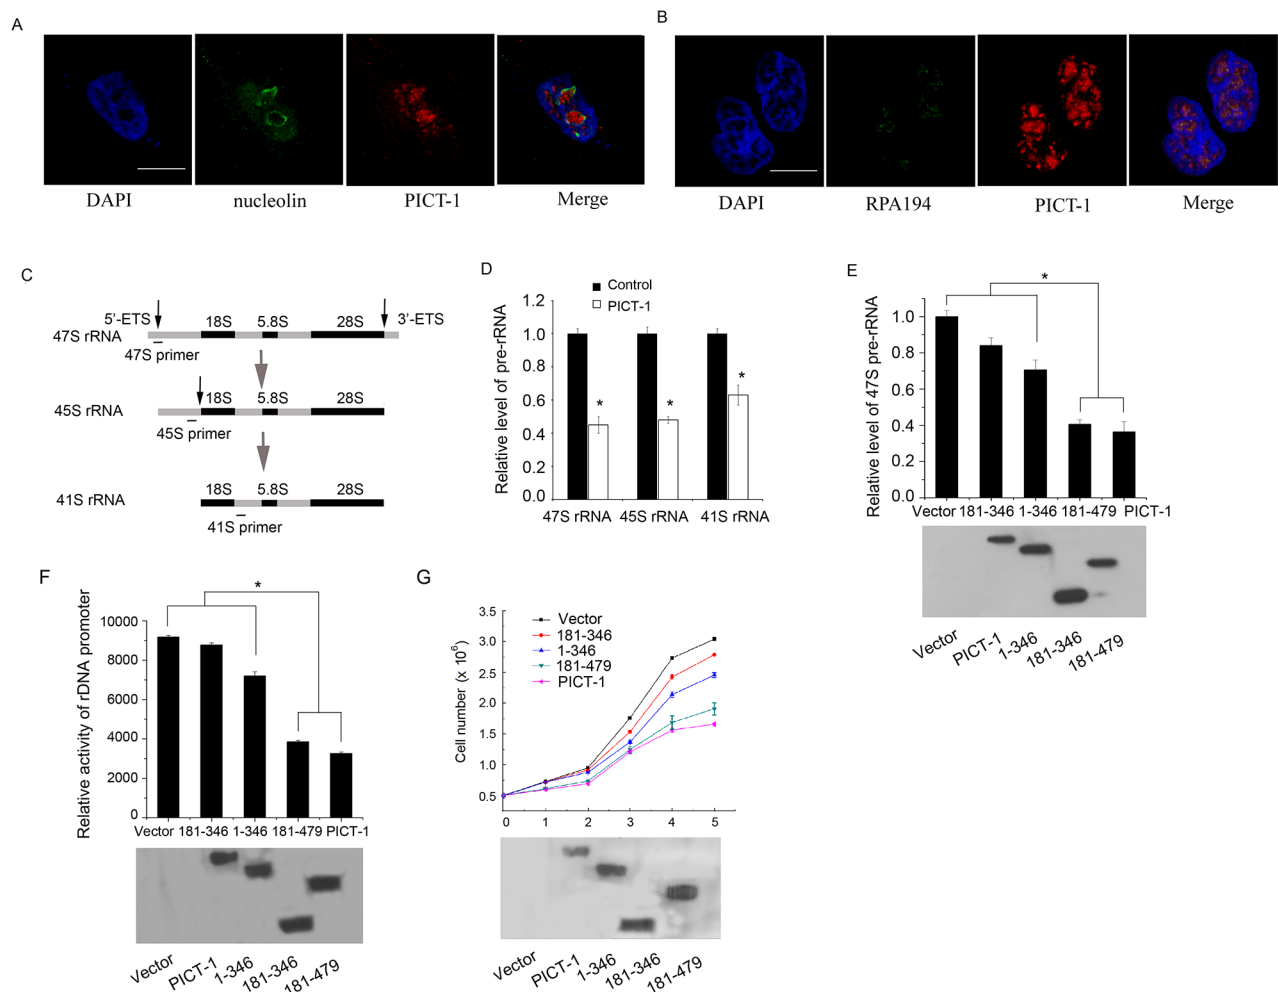 A
DAPI
nucleolin
PICT-1
Merge
B
DAPI
RPA194
PICT-1
Merge
C
5'-ETS
18S
5.8S
28S
3'-ETS
47S rRNA
47S primer
18S
5.8S
28S
45S rRNA
45S primer
18S
5.8S
28S
41S rRNA
41S primer
D
Control
PICT-1
Relative level of pre-rRNA
1.2
1.0
0.8
0.6
0.4
0.2
0.0
*
*
*
47S rRNA
45S rRNA
41S rRNA
E
*
Relative level of 47S pre-rRNA
1.0
0.8
0.6
0.4
0.2
0.0
Vector
181-346
1-346
181-479
PICT-1
Vector
PICT-1
1-346
181-346
181-479
F
*
Relative activity of rDNA promoter
10000
8000
6000
4000
2000
0
Vector
181-346
1-346
181-479
PICT-1
Vector
PICT-1
1-346
181-346
181-479
G
Vector
181-346
1-346
181-479
PICT-1
Cell number (x 10⁶)
3.5
3.0
2.5
2.0
1.5
1.0
0.5
0
1
2
3
4
5
Vector
PICT-1
1-346
181-346
181-479